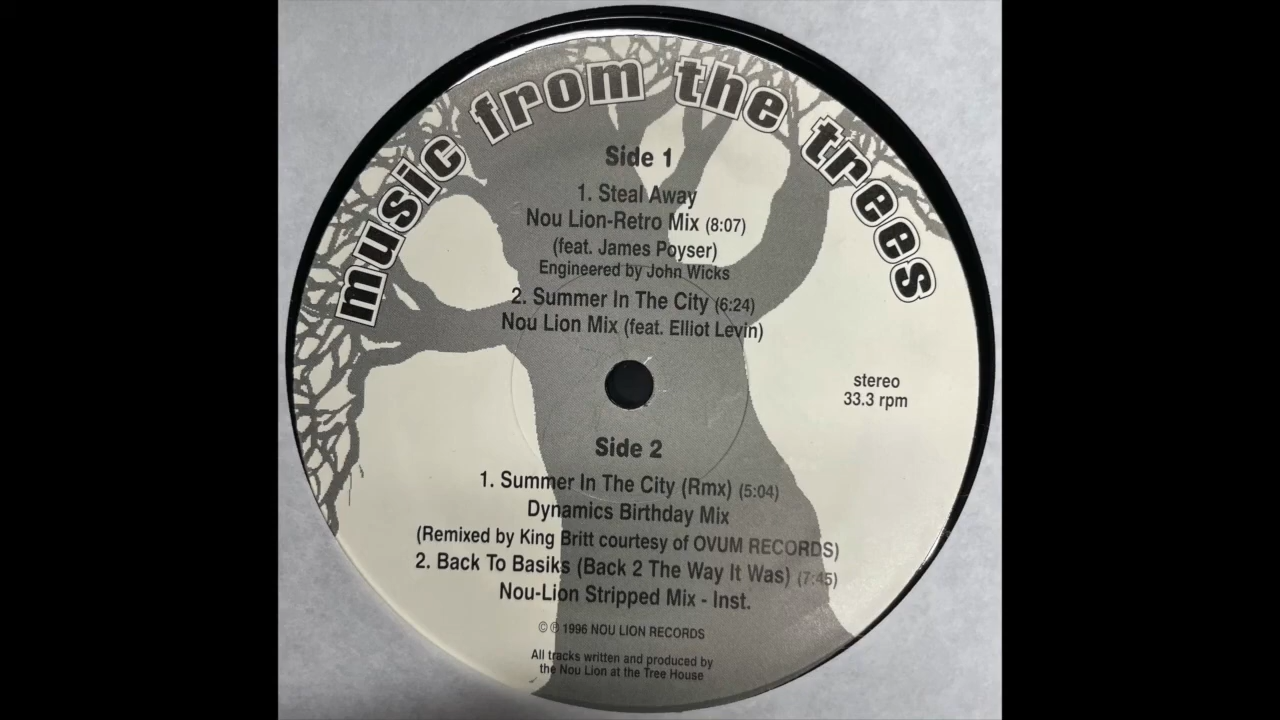 music from the trees
Side 1
1. Steal Away
Nou Lion-Retro Mix (8:07)
(feat. James Poyser)
Engineered by John Wicks
2. Summer In The City (6:24)
Nou Lion Mix (feat. Elliot Levin)
stereo
33.3 rpm
Side 2
1. Summer In The City (Rmx) (5:04)
Dynamics Birthday Mix
(Remixed by King Britt courtesy of OVUM RECORDS)
2. Back To Basiks (Back 2 The Way It Was) (7:45)
Nou-Lion Stripped Mix - Inst.
© ℗ 1996 NOU LION RECORDS
All tracks written and produced by
the Nou Lion at the Tree House